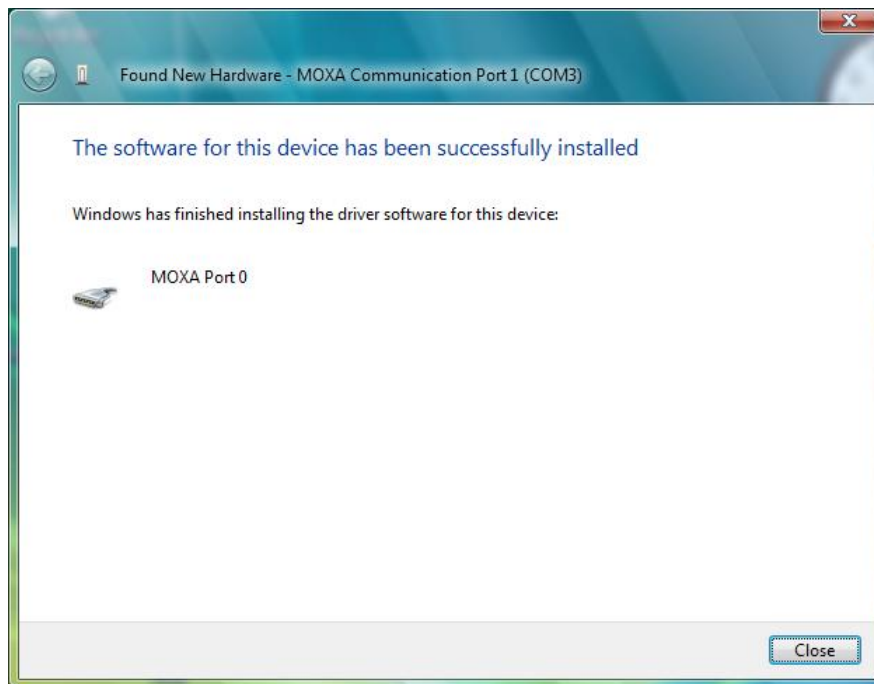 Found New Hardware - MOXA Communication Port 1 (COM3)
The software for this device has been successfully installed
Windows has finished installing the driver software for this device:
MOXA Port 0
Close